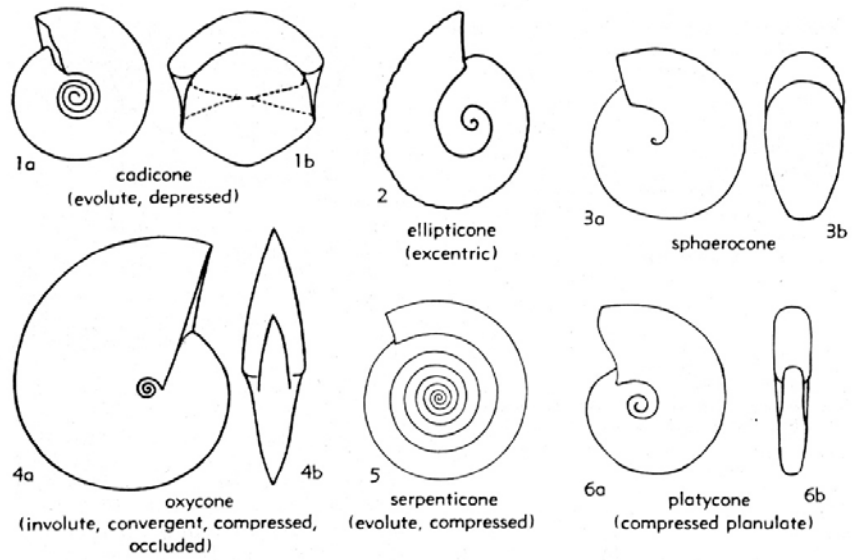 1a
1b
cadicone
(evolute, depressed)
2
ellipticone
(excentric)
3a
3b
sphaerocone
4a
4b
oxycone
(involute, convergent, compressed,
occluded)
5
serpenticone
(evolute, compressed)
6a
6b
platycone
(compressed planulate)